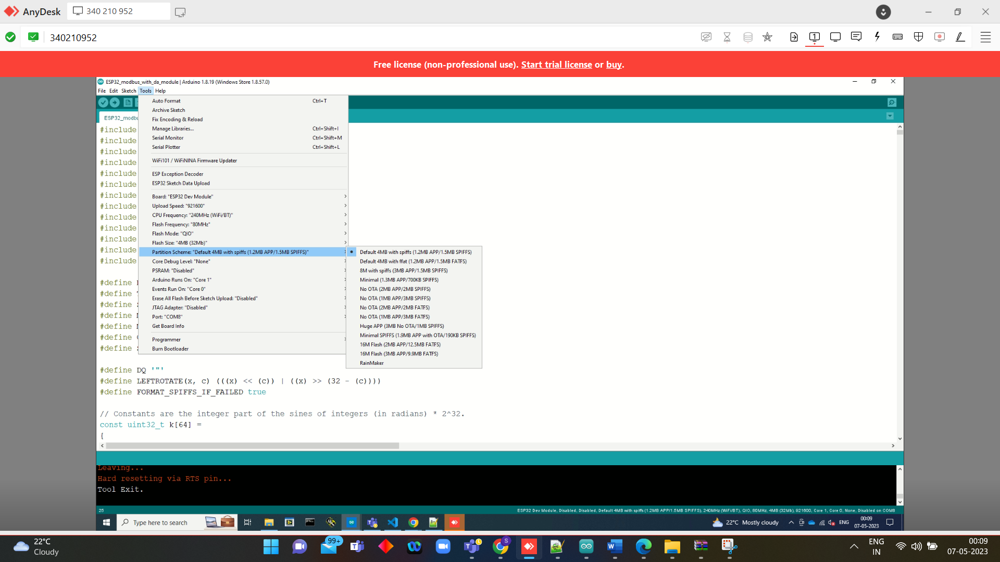 AnyDesk
340 210 952
340210952
Free license (non-professional use). Start trial license or buy.
ESP32_modbus_with_da_module | Arduino 1.8.19 (Windows Store 1.8.57.0)
File Edit Sketch Tools Help
ESP32_modbu
Auto Format Ctrl+T
Archive Sketch
Fix Encoding & Reload
Manage Libraries... Ctrl+Shift+I
Serial Monitor Ctrl+Shift+M
Serial Plotter Ctrl+Shift+L
WiFi101 / WiFiNINA Firmware Updater
ESP Exception Decoder
ESP32 Sketch Data Upload
Board: "ESP32 Dev Module"
Upload Speed: "921600"
CPU Frequency: "240MHz (WiFi/BT)"
Flash Frequency: "80MHz"
Flash Mode: "QIO"
Flash Size: "4MB (32Mb)"
Partition Scheme: "Default 4MB with spiffs (1.2MB APP/1.5MB SPIFFS)"
Core Debug Level: "None"
PSRAM: "Disabled"
Arduino Runs On: "Core 1"
Events Run On: "Core 0"
Erase All Flash Before Sketch Upload: "Disabled"
JTAG Adapter: "Disabled"
Port: "COM8"
Get Board Info
Programmer
Burn Bootloader
Default 4MB with spiffs (1.2MB APP/1.5MB SPIFFS)
Default 4MB with ffat (1.2MB APP/1.5MB FATFS)
8M with spiffs (3MB APP/1.5MB SPIFFS)
Minimal (1.3MB APP/700KB SPIFFS)
No OTA (2MB APP/2MB SPIFFS)
No OTA (1MB APP/3MB SPIFFS)
No OTA (2MB APP/2MB FATFS)
No OTA (1MB APP/3MB FATFS)
Huge APP (3MB No OTA/1MB SPIFFS)
Minimal SPIFFS (1.9MB APP with OTA/190KB SPIFFS)
16M Flash (2MB APP/12.5MB FATFS)
16M Flash (3MB APP/9.9MB FATFS)
RainMaker
#include
#include
#include
#include
#include
#include
#include
#include
#include
#include
#include
#include
#include
#define
#define
#define
#define
#define
#define
#define
#define DQ '"'
#define LEFTROTATE(x, c) (((x) << (c)) | ((x) >> (32 - (c))))
#define FORMAT_SPIFFS_IF_FAILED true
// Constants are the integer part of the sines of integers (in radians) * 2^32.
const uint32_t k[64] =
{
Leaving...
Hard resetting via RTS pin...
Tool Exit.
25
ESP32 Dev Module, Disabled, Disabled, Default 4MB with spiffs (1.2MB APP/1.5MB SPIFFS), 240MHz (WiFi/BT), QIO, 80MHz, 4MB (32Mb), 921600, Core 1, Core 0, None, Disabled on COM8
Type here to search
22°C Mostly cloudy
ENG
00:09
07-05-2023
22°C
Cloudy
99+
ENG
IN
00:09
07-05-2023